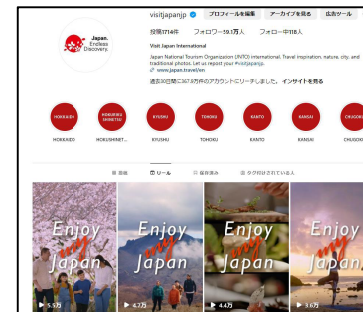 visitjapanjp プロフィールを編集 アーカイブを見る 広告ツール
投稿1714件 フォロワー39.1万人 フォロー中118人
Visit Japan International
Japan National Tourism Organization (JNTO) international. Travel inspiration, nature, city, and
traditional photos. Let us repost your #visitjapanjp.
www.japan.travel/en
過去30日間に367.9万件のアカウントにリーチしました。 インサイトを見る
Japan.
Endless
Discovery.
HOKKAIDO HOKURIKU SHINETSU KYUSHU TOHOKU KANTO KANSAI CHUGOKU
HOKKAIDO HOKUSHINET... KYUSHU TOHOKU KANTO KANSAI CHUGOKU
投稿 リール 保存済み タグ付けされている人
Enjoy my Japan
Enjoy my Japan
Enjoy my Japan
Enjoy my Japan
5.5万 4.7万 4.4万 3.6万